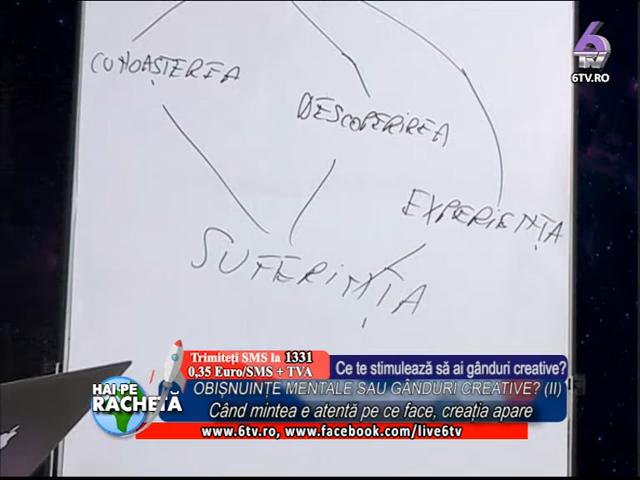 6
TV
6TV.RO
CUNOAȘTEREA
DESCOPERIREA
EXPERIENȚA
SUFERINȚA
Trimiteți SMS la 1331
0,35 Euro/SMS + TVA
Ce te stimulează să ai gânduri creative?
HAI PE
RACHETĂ
OBIȘNUINȚE MENTALE SAU GÂNDURI CREATIVE? (II)
Când mintea e atentă pe ce face, creația apare
www.6tv.ro, www.facebook.com/live6tv